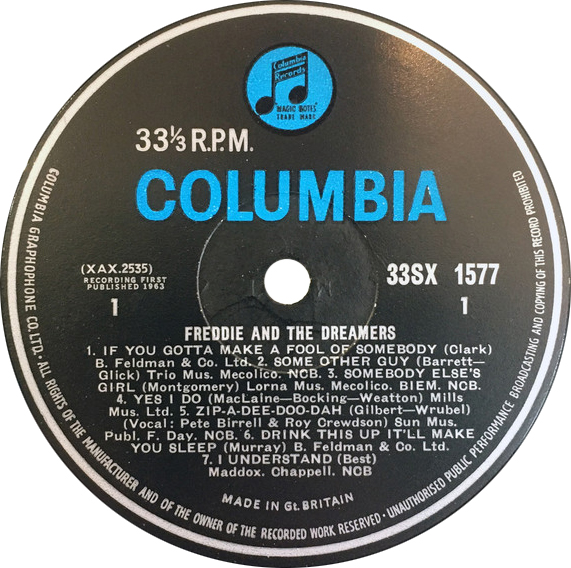 Columbia
Records
"MAGIC NOTES"
TRADE MARK
33⅓ R.P.M.
COLUMBIA
(XAX.2535)
RECORDING FIRST
PUBLISHED 1963
1
33SX 1577
1
FREDDIE AND THE DREAMERS
1. IF YOU GOTTA MAKE A FOOL OF SOMEBODY (Clark)
B. Feldman & Co. Ltd. 2. SOME OTHER GUY (Barrett—
Glick) Trio Mus. Mecolico. NCB. 3. SOMEBODY ELSE'S
GIRL (Montgomery) Lorna Mus. Mecolico. BIEM. NCB.
4. YES I DO (MacLaine—Bocking—Weatton) Mills
Mus. Ltd. 5. ZIP-A-DEE-DOO-DAH (Gilbert—Wrubel)
(Vocal: Pete Birrell & Roy Crewdson) Sun Mus.
Publ. F. Day. NCB. 6. DRINK THIS UP IT'LL MAKE
YOU SLEEP (Murray) B. Feldman & Co. Ltd.
7. I UNDERSTAND (Best)
Maddox. Chappell. NCB
MADE IN Gt. BRITAIN
COLUMBIA GRAPHOPHONE CO. LTD · ALL RIGHTS OF THE MANUFACTURER AND OF THE OWNER OF THE RECORDED WORK RESERVED · UNAUTHORISED PUBLIC PERFORMANCE BROADCASTING AND COPYING OF THIS RECORD PROHIBITED